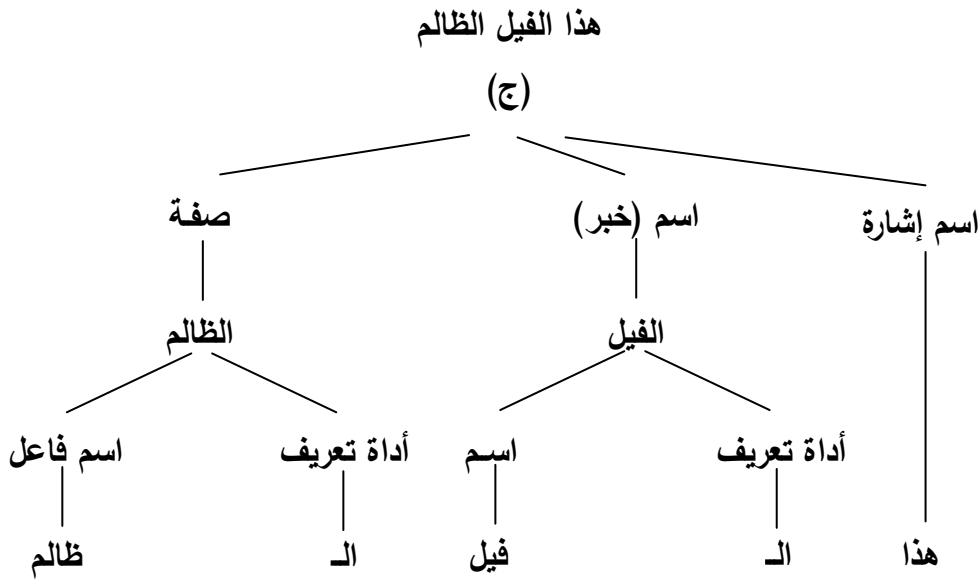 هذا الفيل الظالم
(ج)
اسم إشارة اسم (خبر) صفة
الفيل الظالم
أداة تعريف اسم أداة تعريف اسم فاعل
هذا الـ فيل الـ ظالم